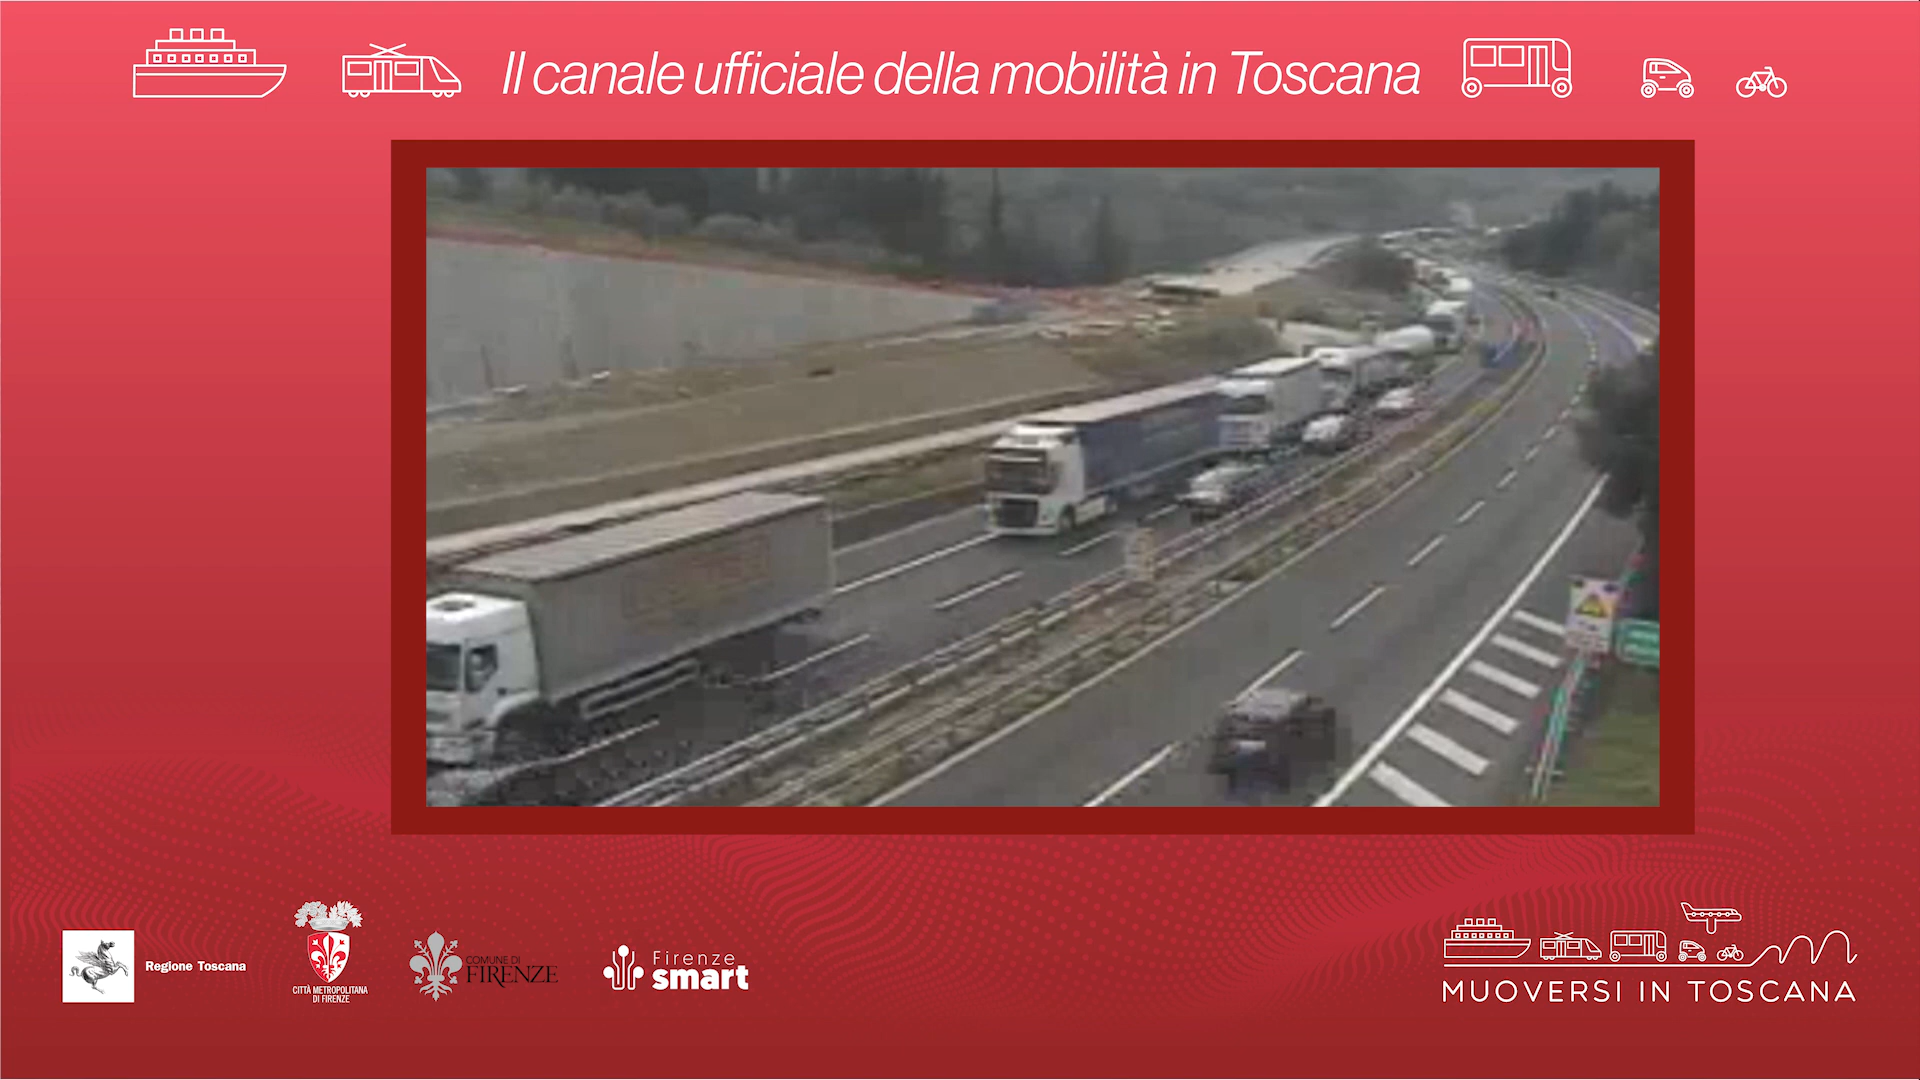 Il canale ufficiale della mobilità in Toscana
Regione Toscana
CITTÀ METROPOLITANA
DI FIRENZE
COMUNE DI
FIRENZE
Firenze
smart
MUOVERSI IN TOSCANA